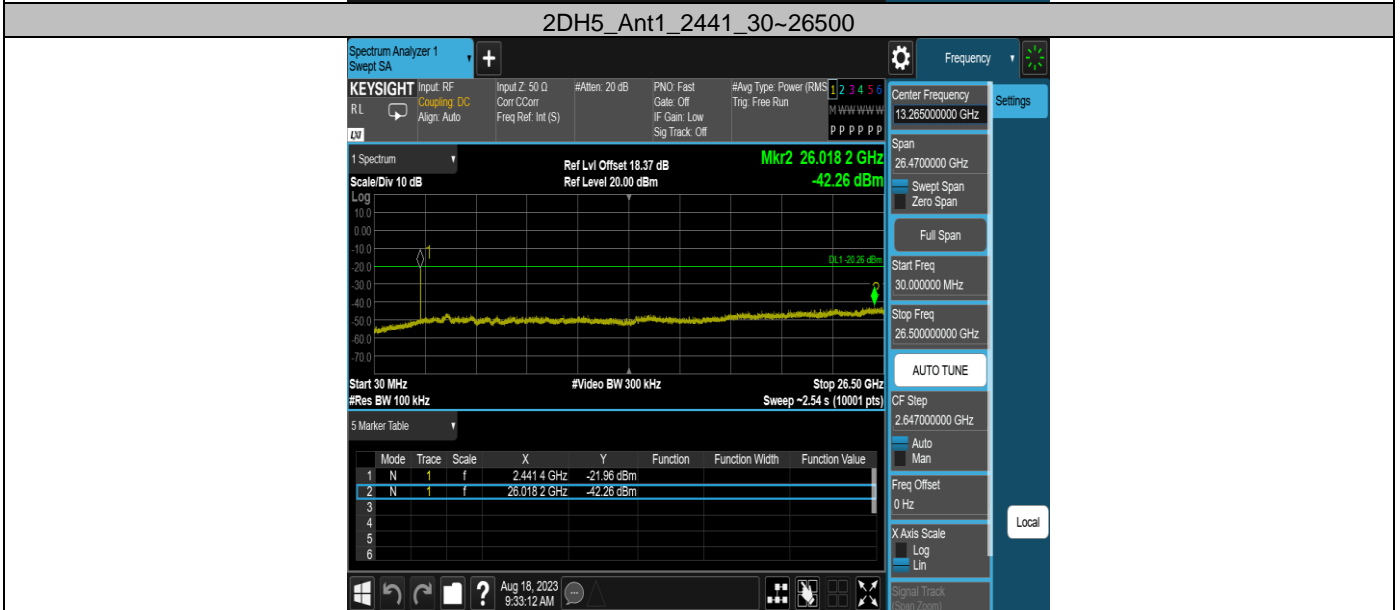 2DH5_Ant1_2441_30~26500
Spectrum Analyzer 1
Swept SA
+
Frequency
KEYSIGHT
RL
LXI
Input: RF
Coupling: DC
Align: Auto
Input Z: 50 Ω
Corr CCorr
Freq Ref: Int (S)
#Atten: 20 dB
PNO: Fast
Gate: Off
IF Gain: Low
Sig Track: Off
#Avg Type: Power (RMS
Trig: Free Run
1 2 3 4 5 6
M W W W W W
P P P P P P
1 Spectrum
Scale/Div 10 dB
Ref Lvl Offset 18.37 dB
Ref Level 20.00 dBm
Mkr2 26.018 2 GHz
-42.26 dBm
Log
10.0
0.00
-10.0
-20.0
-30.0
-40.0
-50.0
-60.0
-70.0
1
DL1 -20.26 dBm
Start 30 MHz
#Res BW 100 kHz
#Video BW 300 kHz
Stop 26.50 GHz
Sweep ~2.54 s (10001 pts)
5 Marker Table
Mode Trace Scale X Y Function Function Width Function Value
1 N 1 f 2.441 4 GHz -21.96 dBm
2 N 1 f 26.018 2 GHz -42.26 dBm
3
4
5
6
?
Aug 18, 2023
9:33:12 AM
Center Frequency
13.265000000 GHz
Settings
Span
26.4700000 GHz
Swept Span
Zero Span
Full Span
Start Freq
30.000000 MHz
Stop Freq
26.500000000 GHz
AUTO TUNE
CF Step
2.647000000 GHz
Auto
Man
Freq Offset
0 Hz
X Axis Scale
Log
Lin
Local
Signal Track
(Span Zoom)